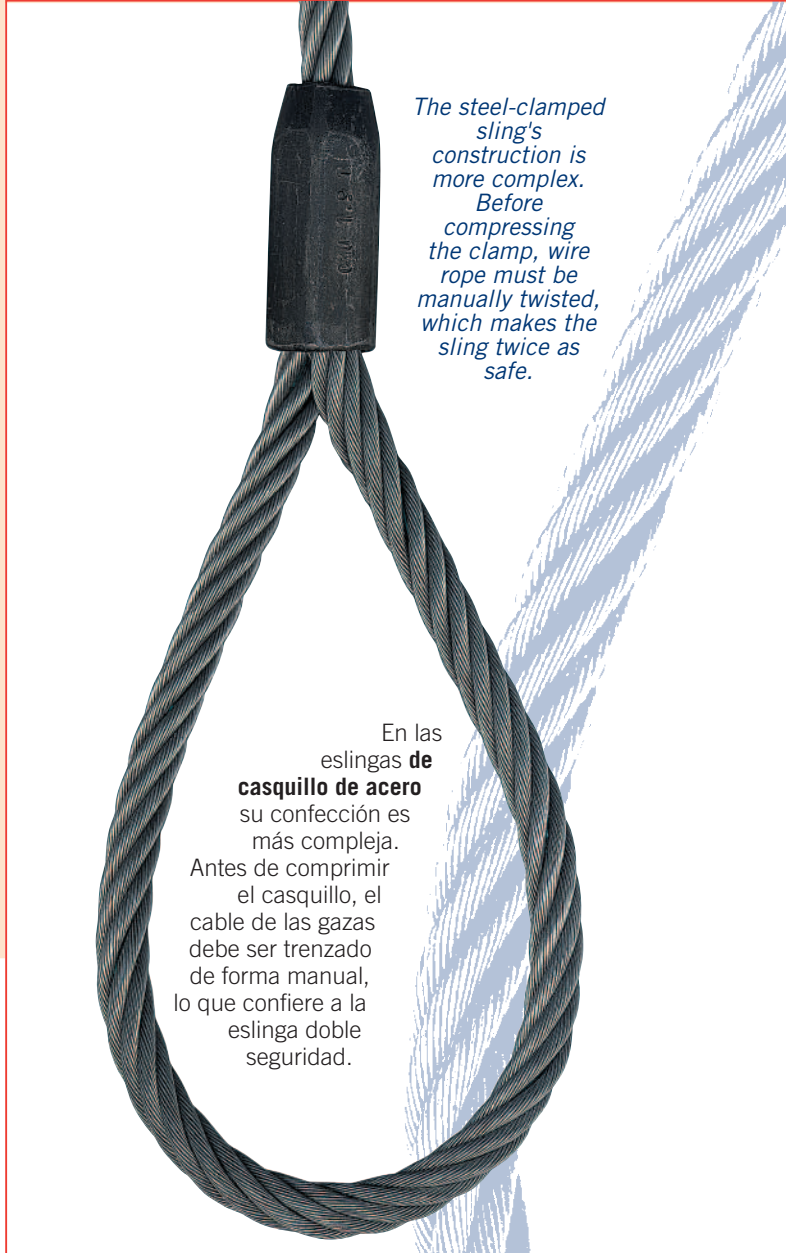 The steel-clamped
sling's
construction is
more complex.
Before
compressing
the clamp, wire
rope must be
manually twisted,
which makes the
sling twice as
safe.
En las
eslingas de
casquillo de acero
su confección es
más compleja.
Antes de comprimir
el casquillo, el
cable de las gazas
debe ser trenzado
de forma manual,
lo que confiere a la
eslinga doble
seguridad.